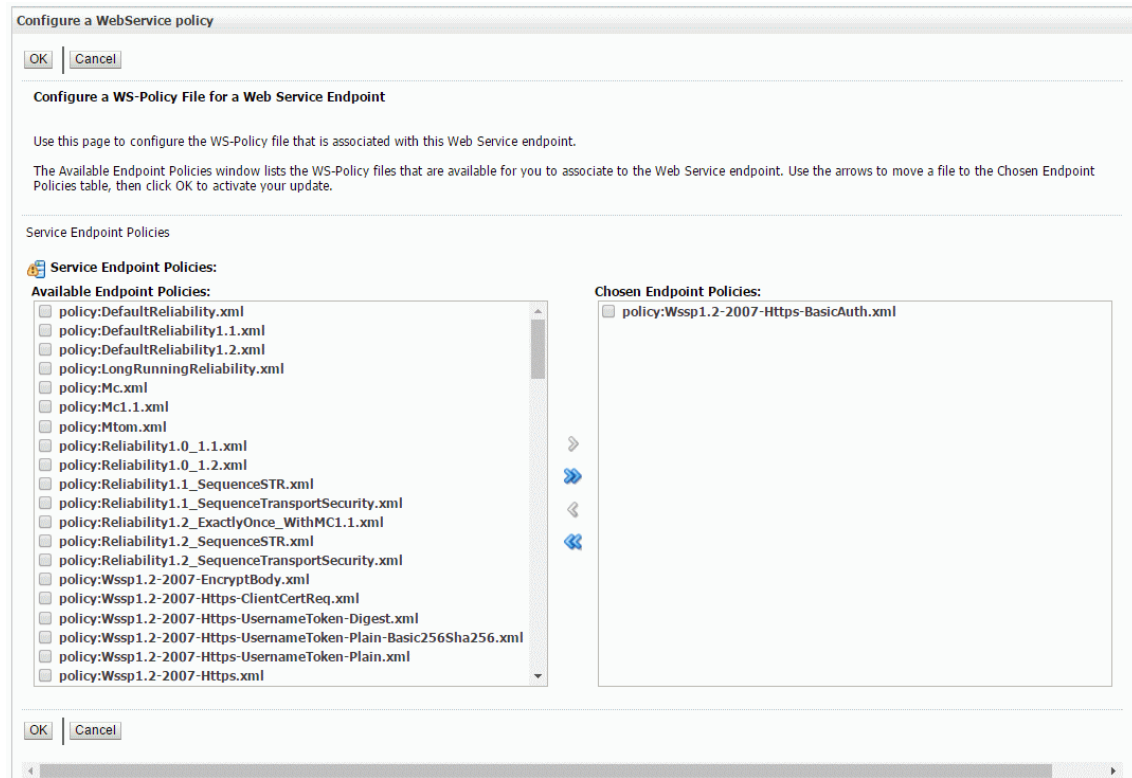 Configure a WebService policy
OK Cancel
Configure a WS-Policy File for a Web Service Endpoint
Use this page to configure the WS-Policy file that is associated with this Web Service endpoint.
The Available Endpoint Policies window lists the WS-Policy files that are available for you to associate to the Web Service endpoint. Use the arrows to move a file to the Chosen Endpoint
Policies table, then click OK to activate your update.
Service Endpoint Policies
Service Endpoint Policies:
Available Endpoint Policies:
policy:DefaultReliability.xml
policy:DefaultReliability1.1.xml
policy:DefaultReliability1.2.xml
policy:LongRunningReliability.xml
policy:Mc.xml
policy:Mc1.1.xml
policy:Mtom.xml
policy:Reliability1.0_1.1.xml
policy:Reliability1.0_1.2.xml
policy:Reliability1.1_SequenceSTR.xml
policy:Reliability1.1_SequenceTransportSecurity.xml
policy:Reliability1.2_ExactlyOnce_WithMC1.1.xml
policy:Reliability1.2_SequenceSTR.xml
policy:Reliability1.2_SequenceTransportSecurity.xml
policy:Wssp1.2-2007-EncryptBody.xml
policy:Wssp1.2-2007-Https-ClientCertReq.xml
policy:Wssp1.2-2007-Https-UsernameToken-Digest.xml
policy:Wssp1.2-2007-Https-UsernameToken-Plain-Basic256Sha256.xml
policy:Wssp1.2-2007-Https-UsernameToken-Plain.xml
policy:Wssp1.2-2007-Https.xml
Chosen Endpoint Policies:
policy:Wssp1.2-2007-Https-BasicAuth.xml
OK Cancel